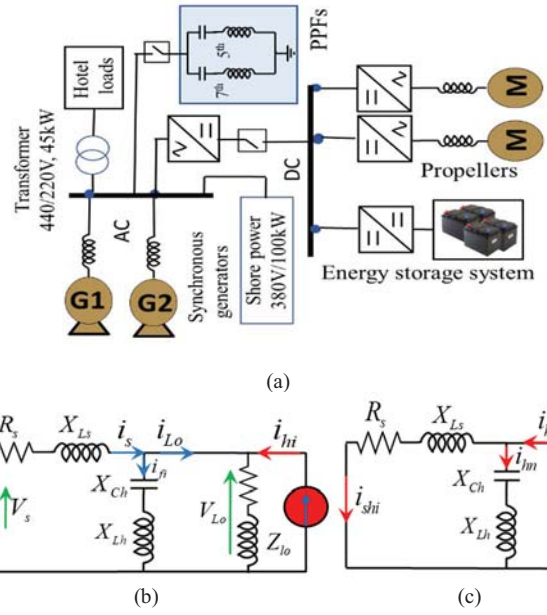 Hotel
loads
5th
7th
PPFs
Transformer
440/220V, 45kW
AC
DC
M
M
Propellers
G1
G2
Synchronous
generators
Shore power
380V/100kW
Energy storage system
(a)
Rs
XLs
is
iLo
ihi
ifi
XCh
Vs
VLo
XLh
Zlo
(b)
Rs
XLs
ihn
XCh
ishi
XLh
(c)